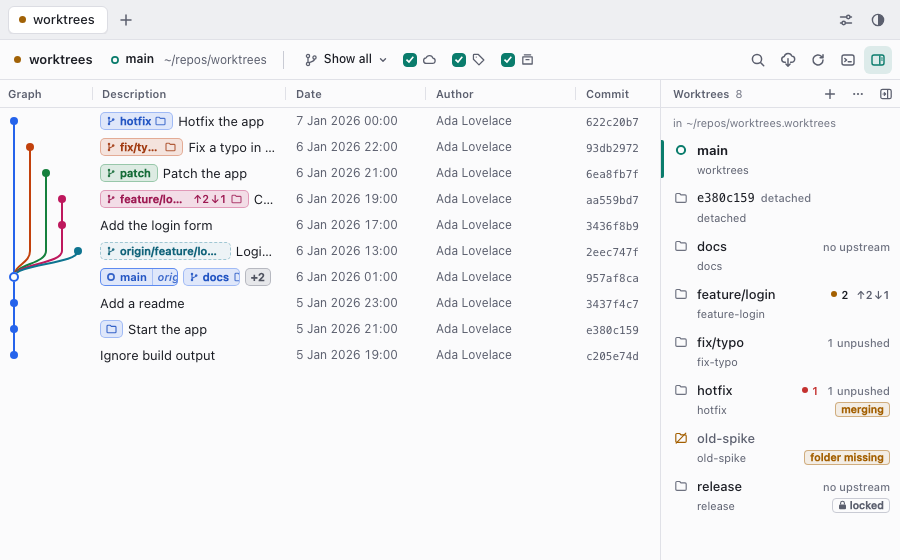 worktrees
worktrees main ~/repos/worktrees Show all
Graph Description Date Author Commit
hotfix Hotfix the app 7 Jan 2026 00:00 Ada Lovelace 622c20b7
fix/ty... Fix a typo in ... 6 Jan 2026 22:00 Ada Lovelace 93db2972
patch Patch the app 6 Jan 2026 21:00 Ada Lovelace 6ea8fb7f
feature/lo... ↑2↓1 C... 6 Jan 2026 19:00 Ada Lovelace aa559bd7
Add the login form 6 Jan 2026 17:00 Ada Lovelace 3436f8b9
origin/feature/lo... Logi... 6 Jan 2026 13:00 Ada Lovelace 2eec747f
main orig docs +2 6 Jan 2026 01:00 Ada Lovelace 957af8ca
Add a readme 5 Jan 2026 23:00 Ada Lovelace 3437f4c7
Start the app 5 Jan 2026 21:00 Ada Lovelace e380c159
Ignore build output 5 Jan 2026 19:00 Ada Lovelace c205e74d
Worktrees 8
in ~/repos/worktrees.worktrees
main
worktrees
e380c159 detached
detached
docs no upstream
docs
feature/login 2 ↑2↓1
feature-login
fix/typo 1 unpushed
fix-typo
hotfix 1 1 unpushed
hotfix merging
old-spike
old-spike folder missing
release no upstream
release locked